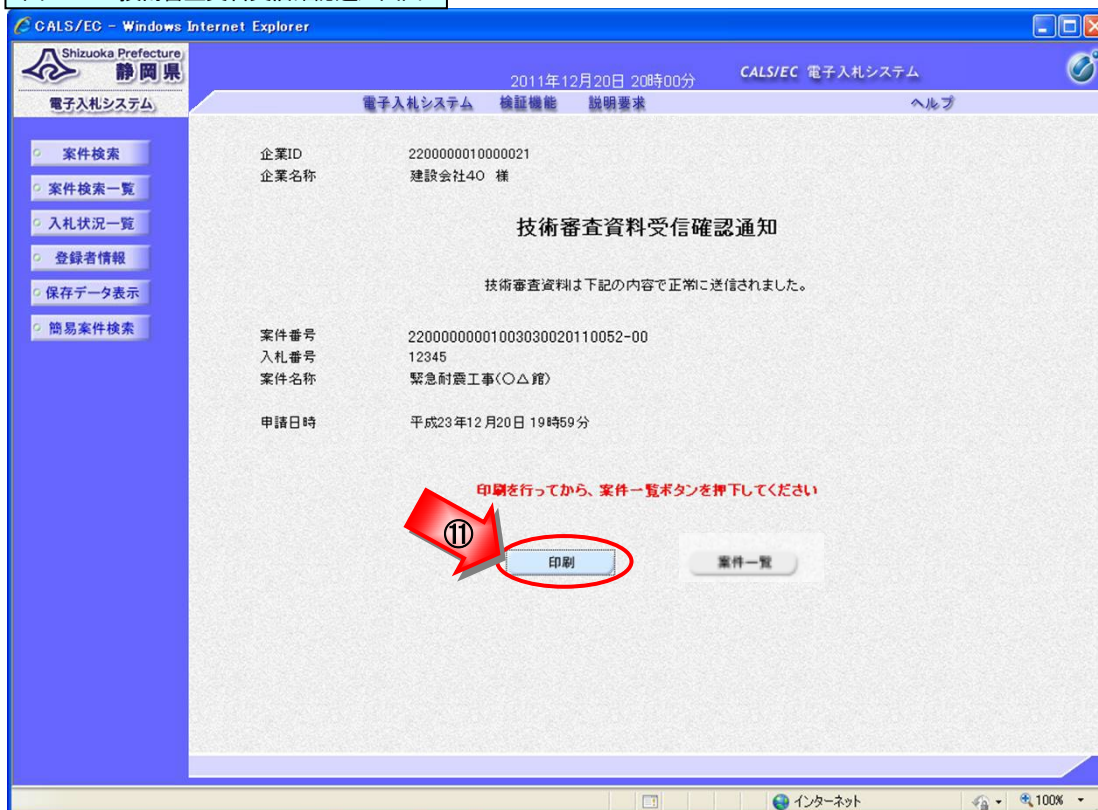 CALS/EC - Windows Internet Explorer
Shizuoka Prefecture
静岡県
2011年12月20日 20時00分
CALS/EC 電子入札システム
電子入札システム
電子入札システム 検証機能 説明要求 ヘルプ
案件検索
案件検索一覧
入札状況一覧
登録者情報
保存データ表示
簡易案件検索
企業ID 2200000010000021
企業名称 建設会社40 様
技術審査資料受信確認通知
技術審査資料は下記の内容で正常に送信されました。
案件番号 2200000000100303002011​0052-00
入札番号 12345
案件名称 緊急耐震工事(○△館)
申請日時 平成23年12月20日 19時59分
印刷を行ってから、案件一覧ボタンを押下してください
⑪
印刷
案件一覧
インターネット
100%